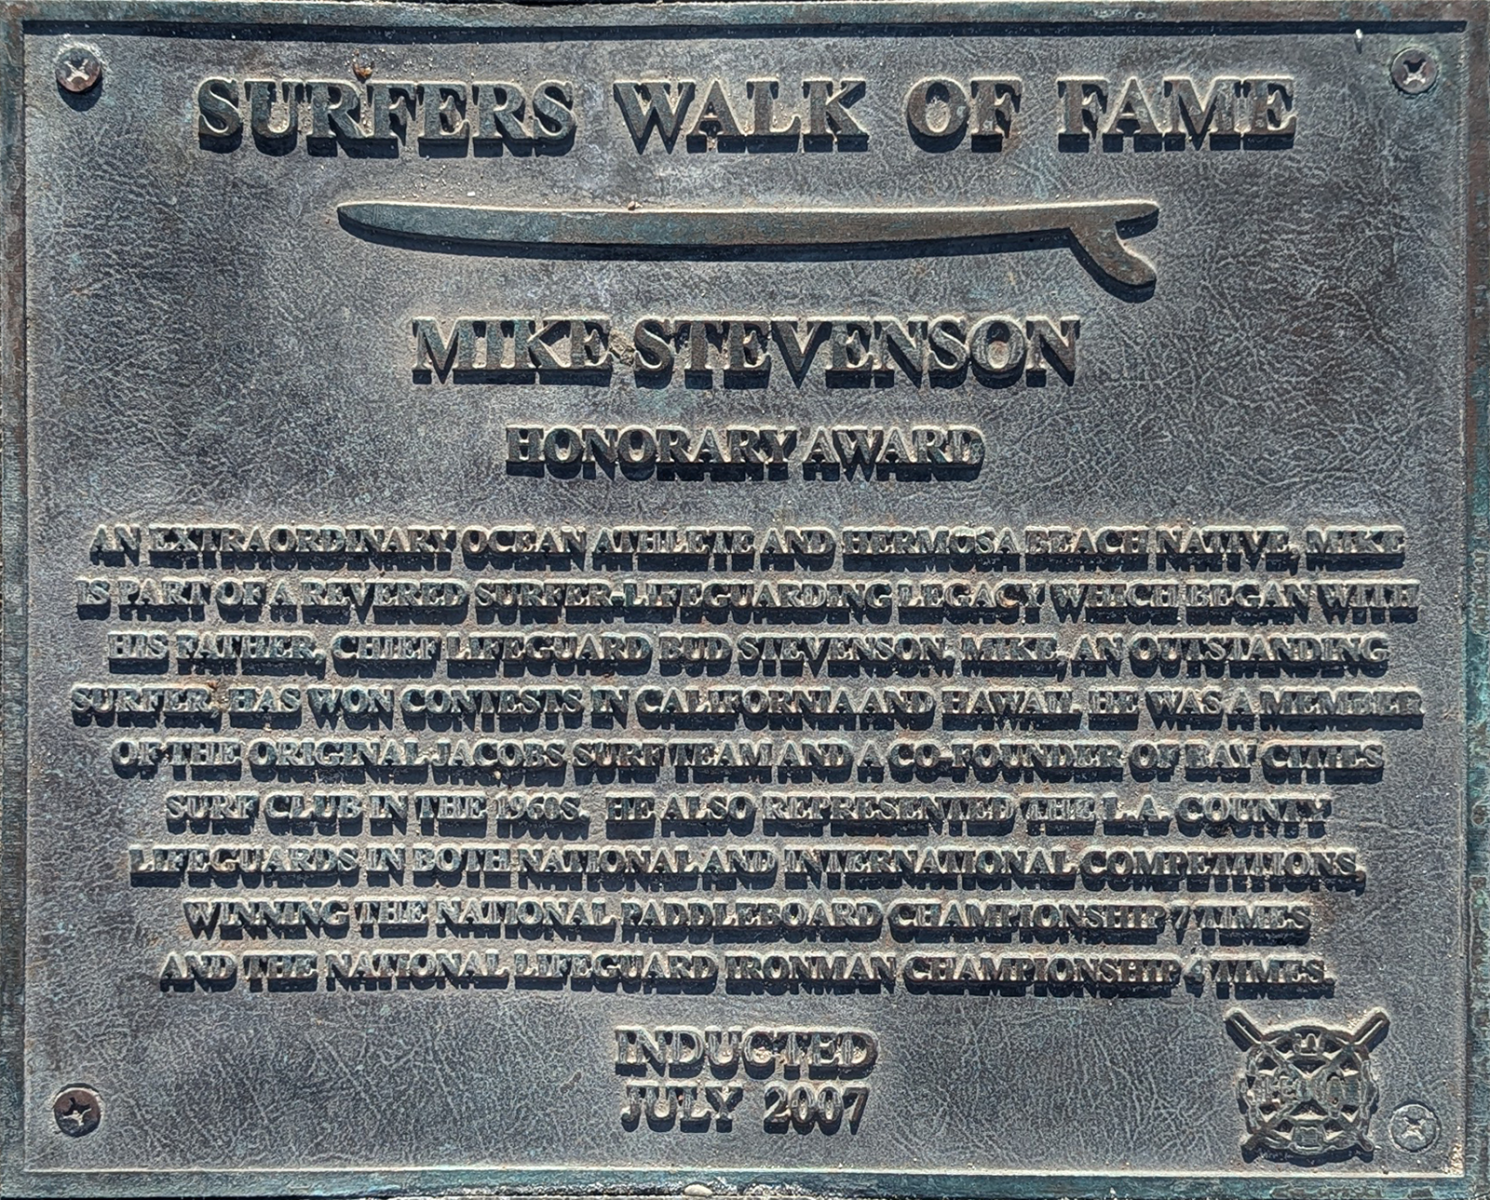 SURFERS WALK OF FAME
MIKE STEVENSON
HONORARY AWARD
AN EXTRAORDINARY OCEAN ATHLETE AND HERMOSA BEACH NATIVE, MIKE
IS PART OF A REVERED SURFER-LIFEGUARDING LEGACY WHICH BEGAN WITH
HIS FATHER, CHIEF LIFEGUARD BUD STEVENSON. MIKE, AN OUTSTANDING
SURFER, HAS WON CONTESTS IN CALIFORNIA AND HAWAII. HE WAS A MEMBER
OF THE ORIGINAL JACOBS SURF TEAM AND A CO-FOUNDER OF BAY CITIES
SURF CLUB IN THE 1960S. HE ALSO REPRESENTED THE L.A. COUNTY
LIFEGUARDS IN BOTH NATIONAL AND INTERNATIONAL COMPETITIONS,
WINNING THE NATIONAL PADDLEBOARD CHAMPIONSHIP 7 TIMES
AND THE NATIONAL LIFEGUARD IRONMAN CHAMPIONSHIP 4 TIMES.
INDUCTED
JULY 2007